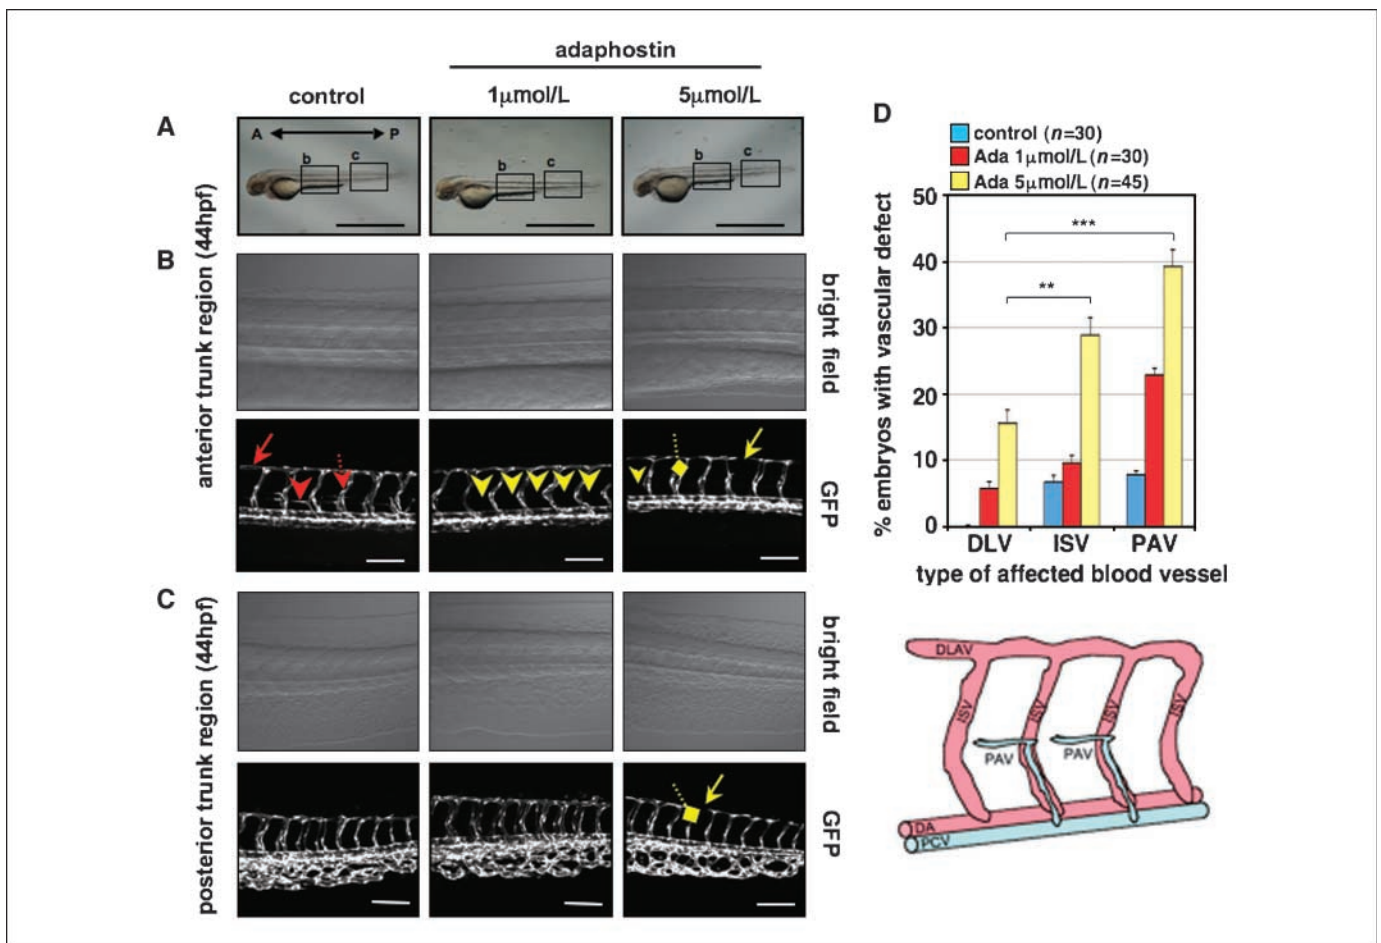 adaphostin
control
1μmol/L
5μmol/L
A
A
P
b
c
b
c
b
c
anterior trunk region (44hpf)
B
bright field
GFP
C
posterior trunk region (44hpf)
bright field
GFP
D
control (n=30)
Ada 1μmol/L (n=30)
Ada 5μmol/L (n=45)
% embryos with vascular defect
50
40
30
20
10
0
***
**
DLV
ISV
PAV
type of affected blood vessel
DLAV
ISV
ISV
ISV
ISV
PAV
PAV
DA
PCV